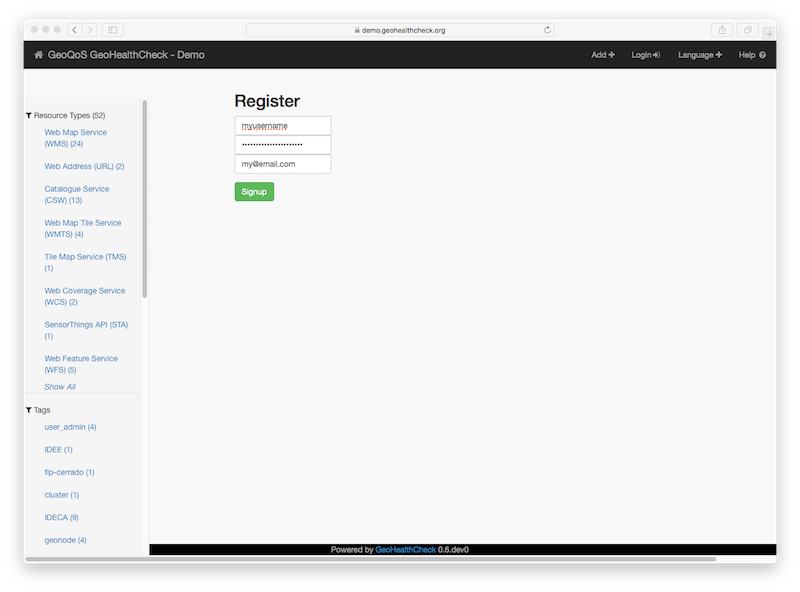 demo.geohealthcheck.org
GeoQoS GeoHealthCheck - Demo
Add
Login
Language
Help
Resource Types (52)
Web Map Service
(WMS) (24)
Web Address (URL) (2)
Catalogue Service
(CSW) (13)
Web Map Tile Service
(WMTS) (4)
Tile Map Service (TMS)
(1)
Web Coverage Service
(WCS) (2)
SensorThings API (STA)
(1)
Web Feature Service
(WFS) (5)
Show All
Tags
user_admin (4)
IDEE (1)
fip-cerrado (1)
cluster (1)
IDECA (9)
geonode (4)
Register
myusername
my@email.com
Signup
Powered by GeoHealthCheck 0.6.dev0